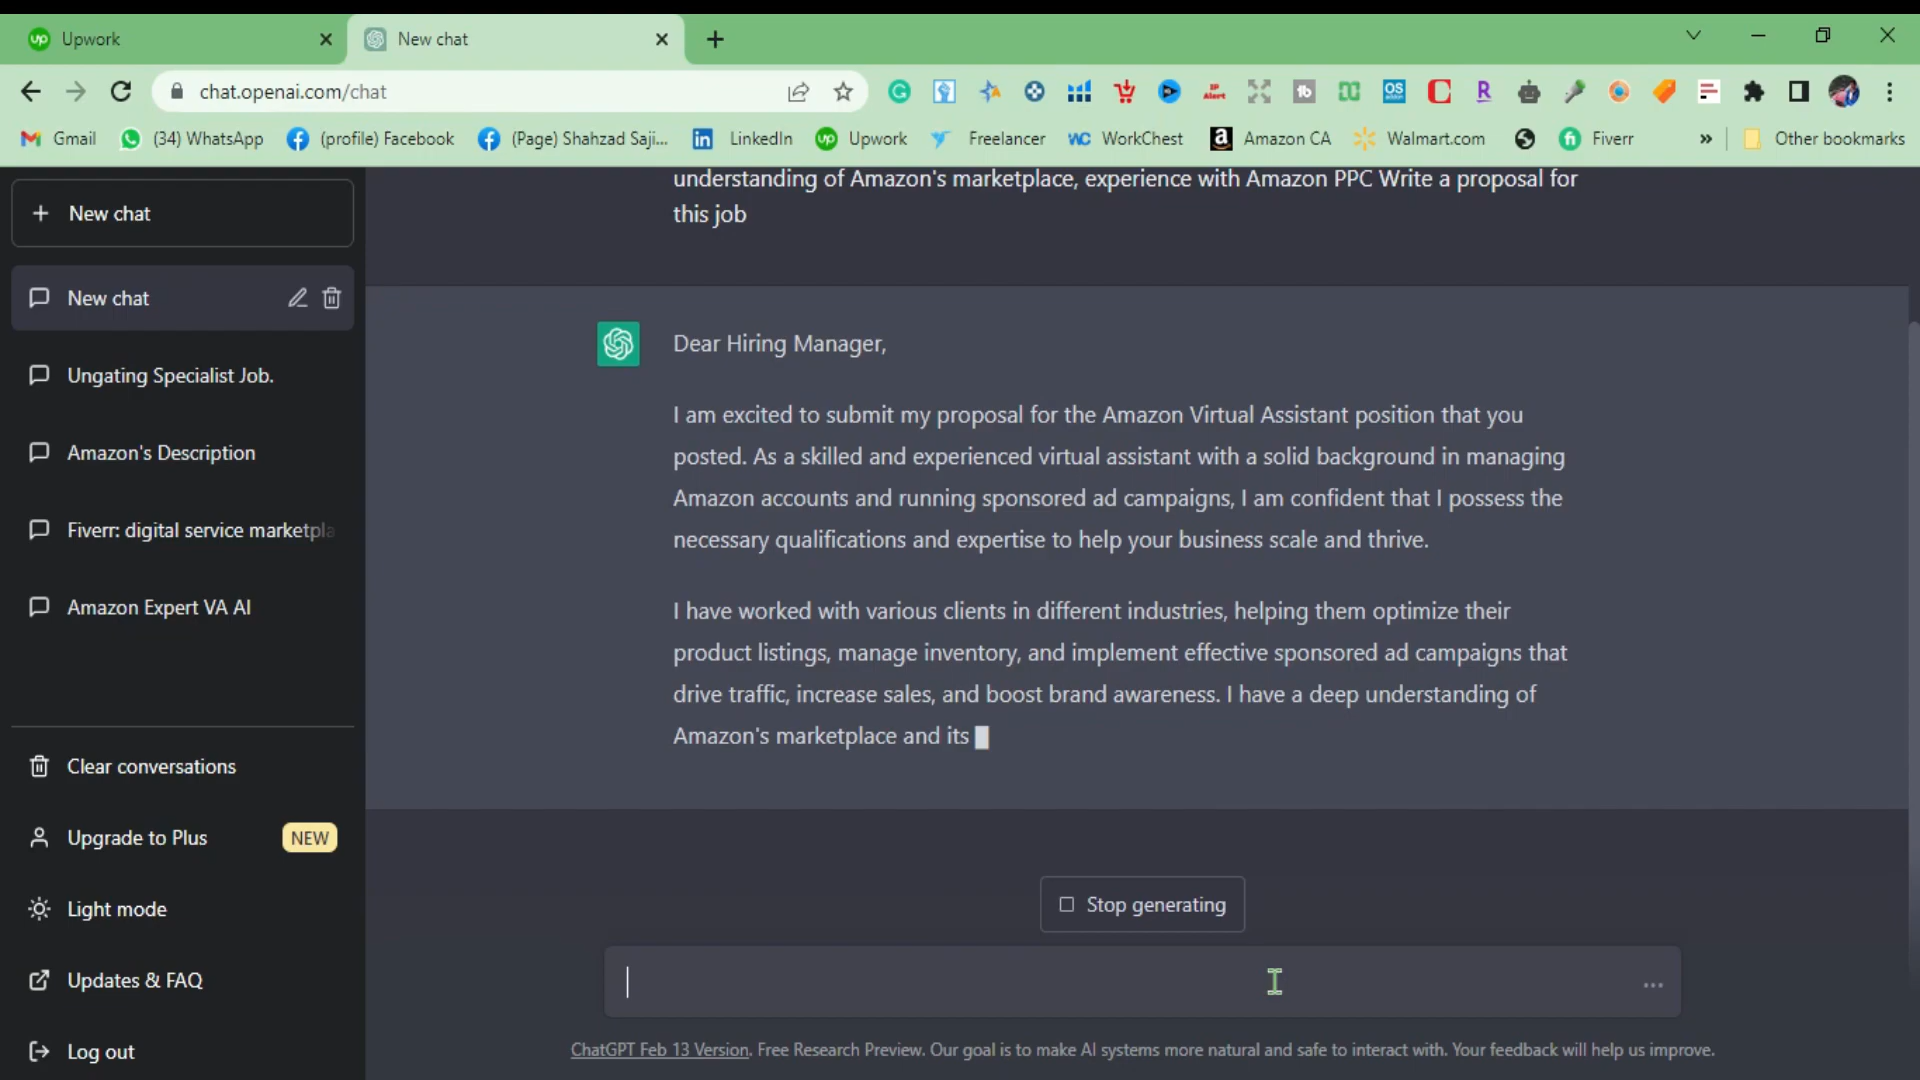 Upwork
New chat
chat.openai.com/chat
Gmail
(34) WhatsApp
(profile) Facebook
(Page) Shahzad Saji...
LinkedIn
Upwork
Freelancer
WorkChest
Amazon CA
Walmart.com
Fiverr
»
Other bookmarks
New chat
New chat
Ungating Specialist Job.
Amazon's Description
Fiverr: digital service marketpla
Amazon Expert VA AI
Clear conversations
Upgrade to Plus
NEW
Light mode
Updates & FAQ
Log out
understanding of Amazon's marketplace, experience with Amazon PPC Write a proposal for
this job
Dear Hiring Manager,
I am excited to submit my proposal for the Amazon Virtual Assistant position that you
posted. As a skilled and experienced virtual assistant with a solid background in managing
Amazon accounts and running sponsored ad campaigns, I am confident that I possess the
necessary qualifications and expertise to help your business scale and thrive.
I have worked with various clients in different industries, helping them optimize their
product listings, manage inventory, and implement effective sponsored ad campaigns that
drive traffic, increase sales, and boost brand awareness. I have a deep understanding of
Amazon's marketplace and its
Stop generating
ChatGPT Feb 13 Version. Free Research Preview. Our goal is to make AI systems more natural and safe to interact with. Your feedback will help us improve.